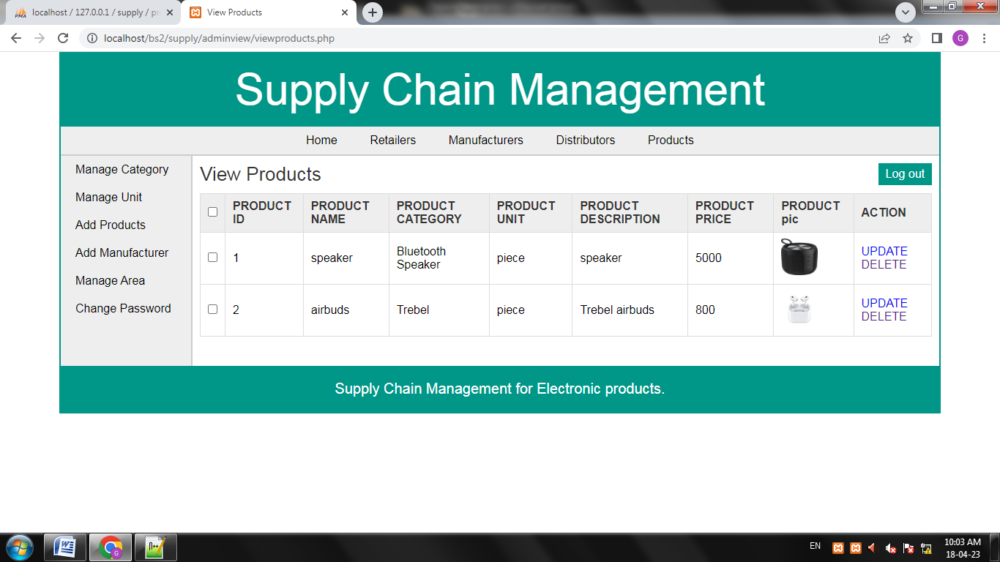 PMA localhost / 127.0.0.1 / supply / pr
View Products
localhost/bs2/supply/adminview/viewproducts.php
G
Supply Chain Management
Home Retailers Manufacturers Distributors Products
Manage Category
Manage Unit
Add Products
Add Manufacturer
Manage Area
Change Password
View Products
Log out
PRODUCT ID PRODUCT NAME PRODUCT CATEGORY PRODUCT UNIT PRODUCT DESCRIPTION PRODUCT PRICE PRODUCT pic ACTION
1 speaker Bluetooth Speaker piece speaker 5000 UPDATE DELETE
2 airbuds Trebel piece Trebel airbuds 800 UPDATE DELETE
Supply Chain Management for Electronic products.
W
G
EN
10:03 AM
18-04-23